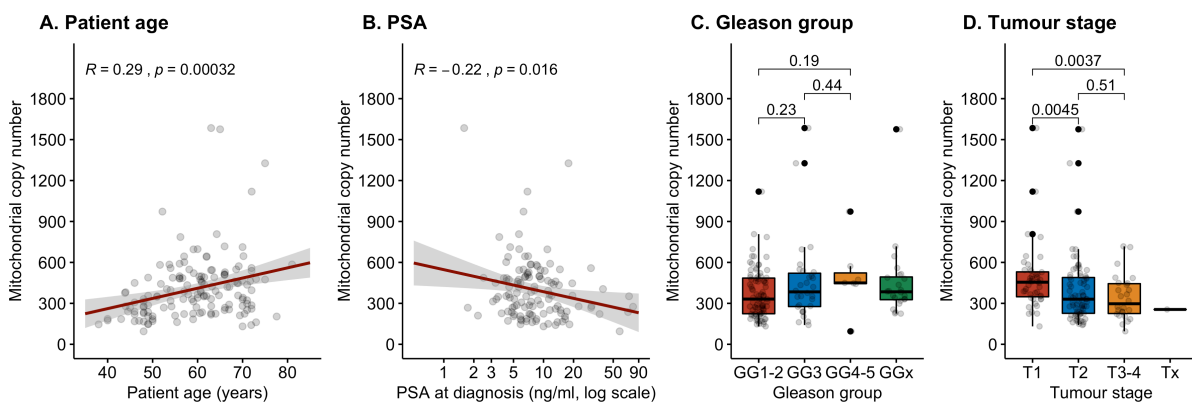 A. Patient age
R = 0.29 , p = 0.00032
Mitochondrial copy number
1800
1500
1200
900
600
300
0
40 50 60 70 80
Patient age (years)
B. PSA
R = −0.22 , p = 0.016
Mitochondrial copy number
1800
1500
1200
900
600
300
0
1 2 3 5 10 20 50 90
PSA at diagnosis (ng/ml, log scale)
C. Gleason group
0.19
0.44
0.23
Mitochondrial copy number
1800
1500
1200
900
600
300
0
GG1-2 GG3 GG4-5 GGx
Gleason group
D. Tumour stage
0.0037
0.51
0.0045
Mitochondrial copy number
1800
1500
1200
900
600
300
0
T1 T2 T3-4 Tx
Tumour stage